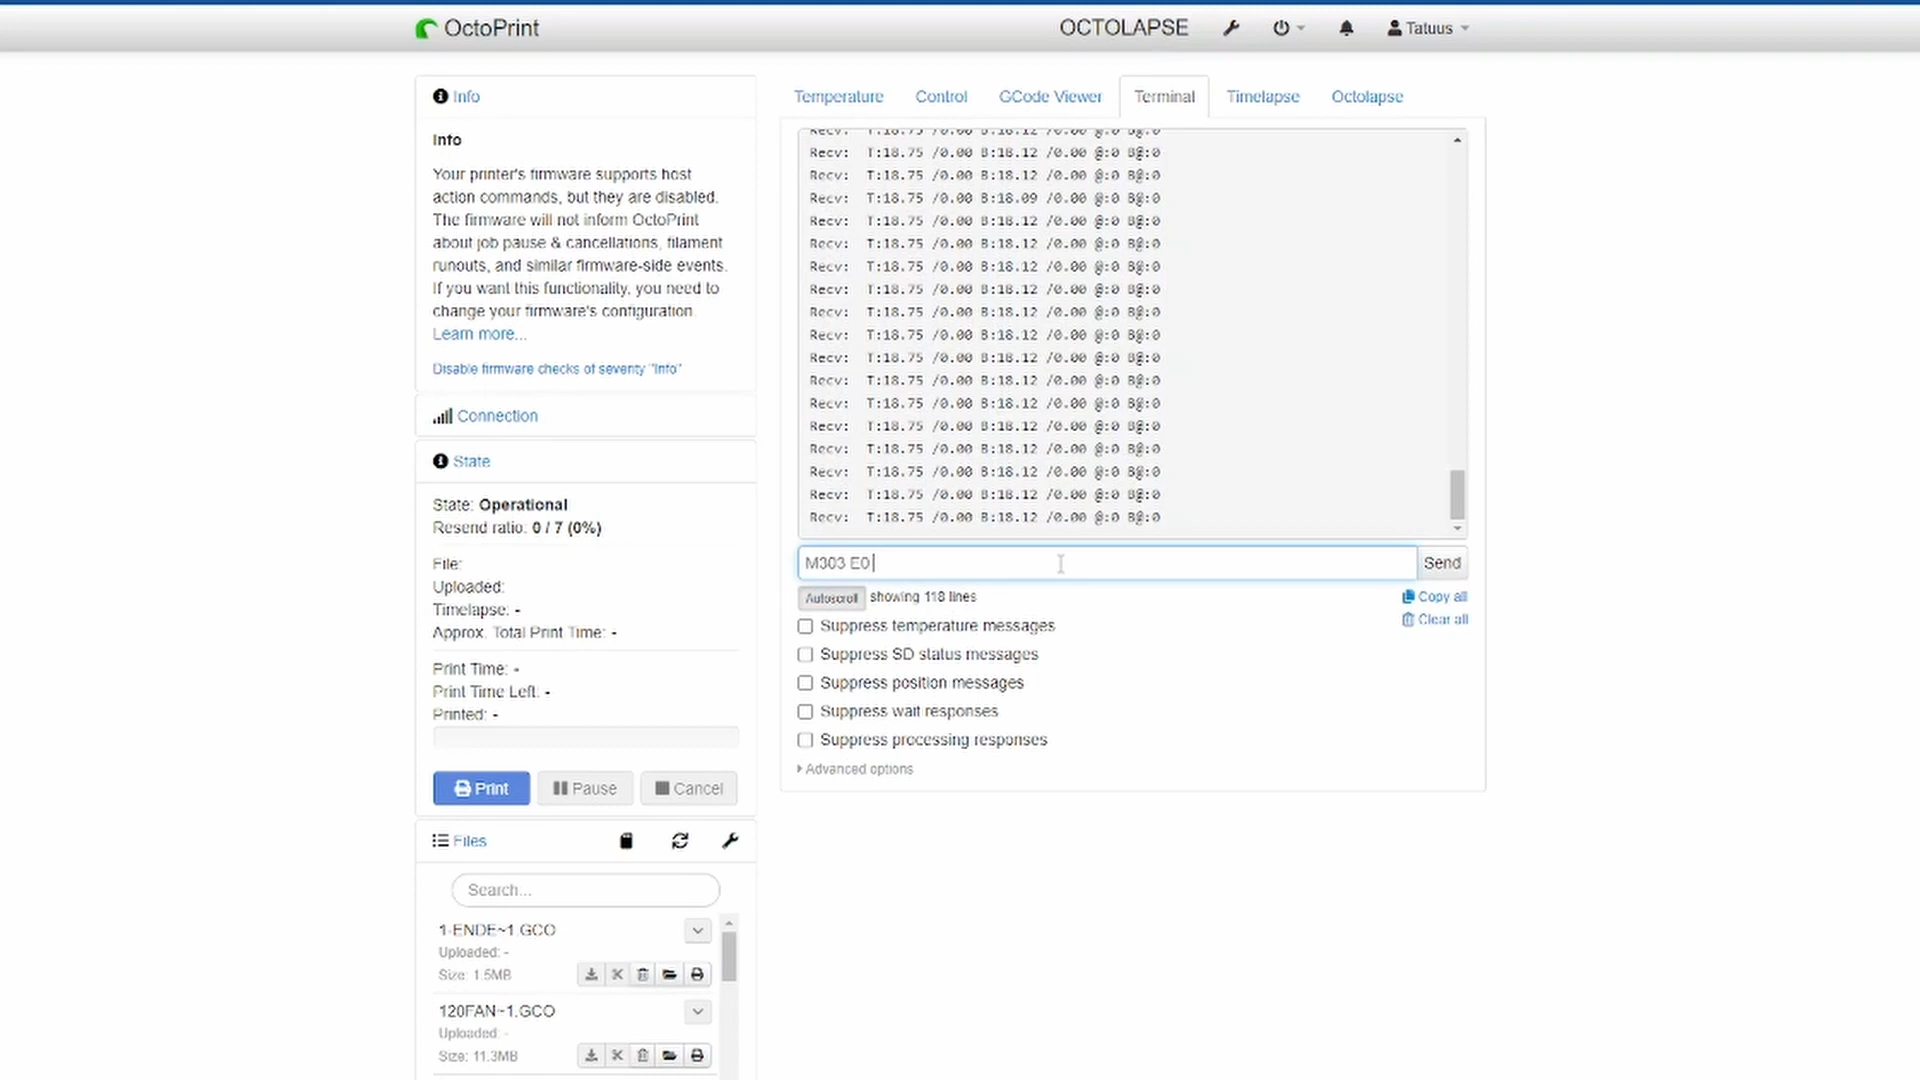 OctoPrint
OCTOLAPSE
Tatuus
Info
Info
Your printer's firmware supports host
action commands, but they are disabled.
The firmware will not inform OctoPrint
about job pause & cancellations, filament
runouts, and similar firmware-side events.
If you want this functionality, you need to
change your firmware's configuration.
Learn more...
Disable firmware checks of severity "Info"
Connection
State
State: Operational
Resend ratio: 0 / 7 (0%)
File:
Uploaded:
Timelapse: -
Approx. Total Print Time: -
Print Time: -
Print Time Left: -
Printed: -
Print
Pause
Cancel
Files
Search...
1-ENDE~1.GCO
Uploaded: -
Size: 1.5MB
120FAN~1.GCO
Uploaded: -
Size: 11.3MB
Temperature
Control
GCode Viewer
Terminal
Timelapse
Octolapse
Recv: T:18.75 /0.00 B:18.12 /0.00 @:0 B@:0
Recv: T:18.75 /0.00 B:18.12 /0.00 @:0 B@:0
Recv: T:18.75 /0.00 B:18.12 /0.00 @:0 B@:0
Recv: T:18.75 /0.00 B:18.09 /0.00 @:0 B@:0
Recv: T:18.75 /0.00 B:18.12 /0.00 @:0 B@:0
Recv: T:18.75 /0.00 B:18.12 /0.00 @:0 B@:0
Recv: T:18.75 /0.00 B:18.12 /0.00 @:0 B@:0
Recv: T:18.75 /0.00 B:18.12 /0.00 @:0 B@:0
Recv: T:18.75 /0.00 B:18.12 /0.00 @:0 B@:0
Recv: T:18.75 /0.00 B:18.12 /0.00 @:0 B@:0
Recv: T:18.75 /0.00 B:18.12 /0.00 @:0 B@:0
Recv: T:18.75 /0.00 B:18.12 /0.00 @:0 B@:0
Recv: T:18.75 /0.00 B:18.12 /0.00 @:0 B@:0
Recv: T:18.75 /0.00 B:18.12 /0.00 @:0 B@:0
Recv: T:18.75 /0.00 B:18.12 /0.00 @:0 B@:0
Recv: T:18.75 /0.00 B:18.12 /0.00 @:0 B@:0
Recv: T:18.75 /0.00 B:18.12 /0.00 @:0 B@:0
Recv: T:18.75 /0.00 B:18.12 /0.00 @:0 B@:0
M303 E0
Send
Autoscroll showing 118 lines
Copy all
Clear all
Suppress temperature messages
Suppress SD status messages
Suppress position messages
Suppress wait responses
Suppress processing responses
Advanced options